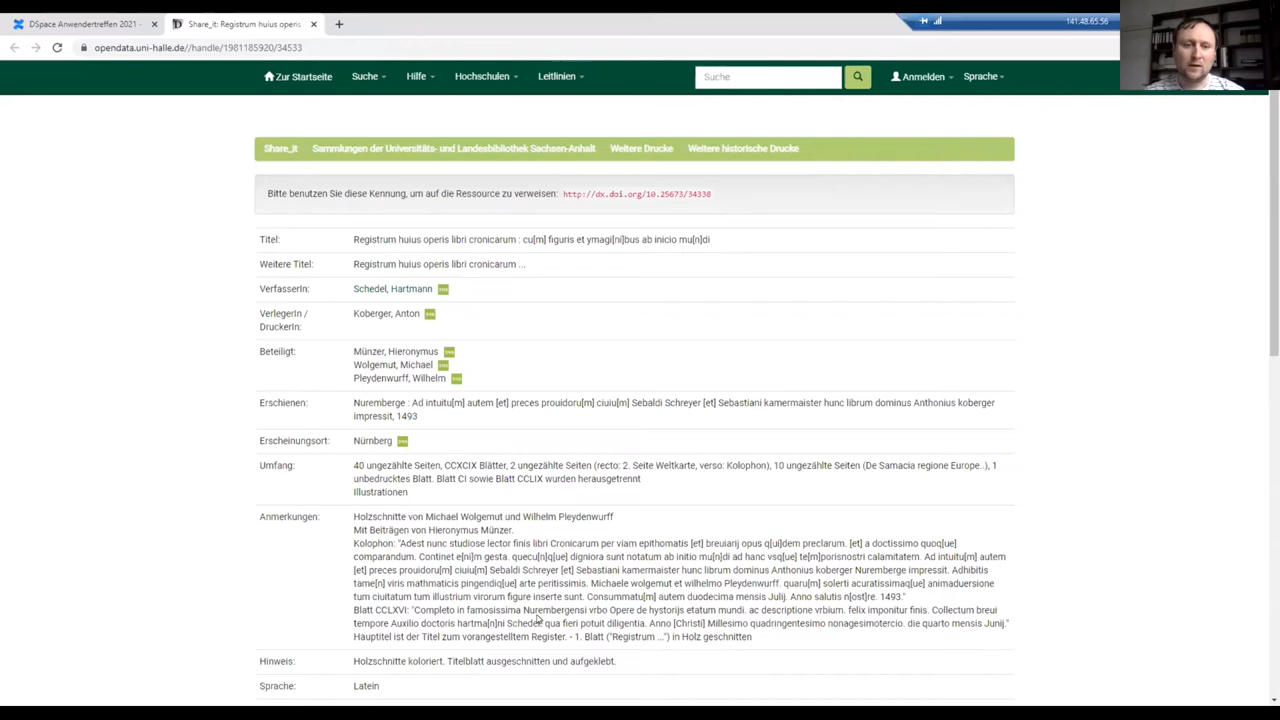 DSpace Anwendertreffen 2021 -
Share_it: Registrum huius operis
141.48.65.56
opendata.uni-halle.de//handle/1981185920/34533
Zur Startseite Suche Hilfe Hochschulen Leitlinien Suche Anmelden Sprache
Share_it Sammlungen der Universitäts- und Landesbibliothek Sachsen-Anhalt Weitere Drucke Weitere historische Drucke
Bitte benutzen Sie diese Kennung, um auf die Ressource zu verweisen: http://dx.doi.org/10.25673/34338
Titel: Registrum huius operis libri cronicarum : cu[m] figuris et ymagi[ni]bus ab inicio mu[n]di
Weitere Titel: Registrum huius operis libri cronicarum ...
VerfasserIn: Schedel, Hartmann
VerlegerIn / Koberger, Anton
DruckerIn:
Beteiligt: Münzer, Hieronymus
Wolgemut, Michael
Pleydenwurff, Wilhelm
Erschienen: Nuremberge : Ad intuitu[m] autem [et] preces prouidoru[m] ciuiu[m] Sebaldi Schreyer [et] Sebastiani kamermaister hunc librum dominus Anthonius koberger
impressit, 1493
Erscheinungsort: Nürnberg
Umfang: 40 ungezählte Seiten, CCXCIX Blätter, 2 ungezählte Seiten (recto: 2. Seite Weltkarte, verso: Kolophon), 10 ungezählte Seiten (De Samacia regione Europe..), 1
unbedrucktes Blatt. Blatt CI sowie Blatt CCLIX wurden herausgetrennt
Illustrationen
Anmerkungen: Holzschnitte von Michael Wolgemut und Wilhelm Pleydenwurff
Mit Beiträgen von Hieronymus Münzer.
Kolophon: "Adest nunc studiose lector finis libri Cronicarum per viam epithomatis [et] breuiarij opus q[ui]dem preclarum. [et] a doctissimo quoq[ue]
comparandum. Continet e[ni]m gesta. quecu[n]q[ue] digniora sunt notatum ab initio mu[n]di ad hanc vsq[ue] te[m]porisnostri calamitatem. Ad intuitu[m] autem
[et] preces prouidoru[m] ciuiu[m] Sebaldi Schreyer [et] Sebastiani kamermaister hunc librum dominus Anthonius koberger Nuremberge impressit. Adhibitis
tame[n] viris mathmaticis pingendiq[ue] arte peritissimis. Michaele wolgemut et wilhelmo Pleydenwurff. quaru[m] solerti acuratissimaq[ue] animaduersione
tum ciuitatum tum illustrium virorum figure inserte sunt. Consummatu[m] autem duodecima mensis Julij. Anno salutis n[ost]re. 1493."
Blatt CCLXVI: "Completo in famosissima Nurembergensi vrbo Opere de hystorijs etatum mundi. ac descriptione vrbium. felix imponitur finis. Collectum breui
tempore Auxilio doctoris hartma[n]ni Schedel qua fieri potuit diligentia. Anno [Christi] Millesimo quadringentesimo nonagesimotercio. die quarto mensis Junij."
Hauptitel ist der Titel zum vorangestelltem Register. - 1. Blatt ("Registrum ...") in Holz geschnitten
Hinweis: Holzschnitte koloriert. Titelblatt ausgeschnitten und aufgeklebt.
Sprache: Latein